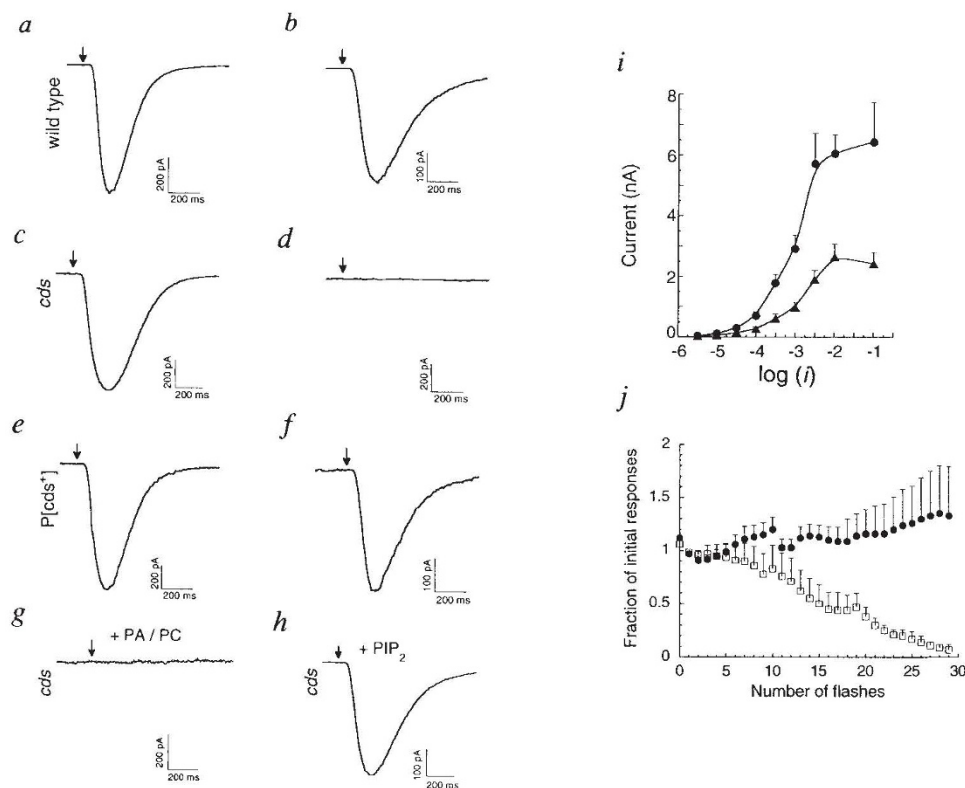 a
wild type
200 pA
200 ms
b
100 pA
200 ms
c
cds
200 pA
200 ms
d
200 pA
200 ms
e
P[cds⁺]
200 pA
200 ms
f
100 pA
200 ms
g
+ PA / PC
cds
200 pA
200 ms
h
+ PIP₂
cds
100 pA
200 ms
i
Current (nA)
8
6
4
2
0
-6 -5 -4 -3 -2 -1
log (i)
j
Fraction of initial responses
2
1.5
1
0.5
0
0 5 10 15 20 25 30
Number of flashes